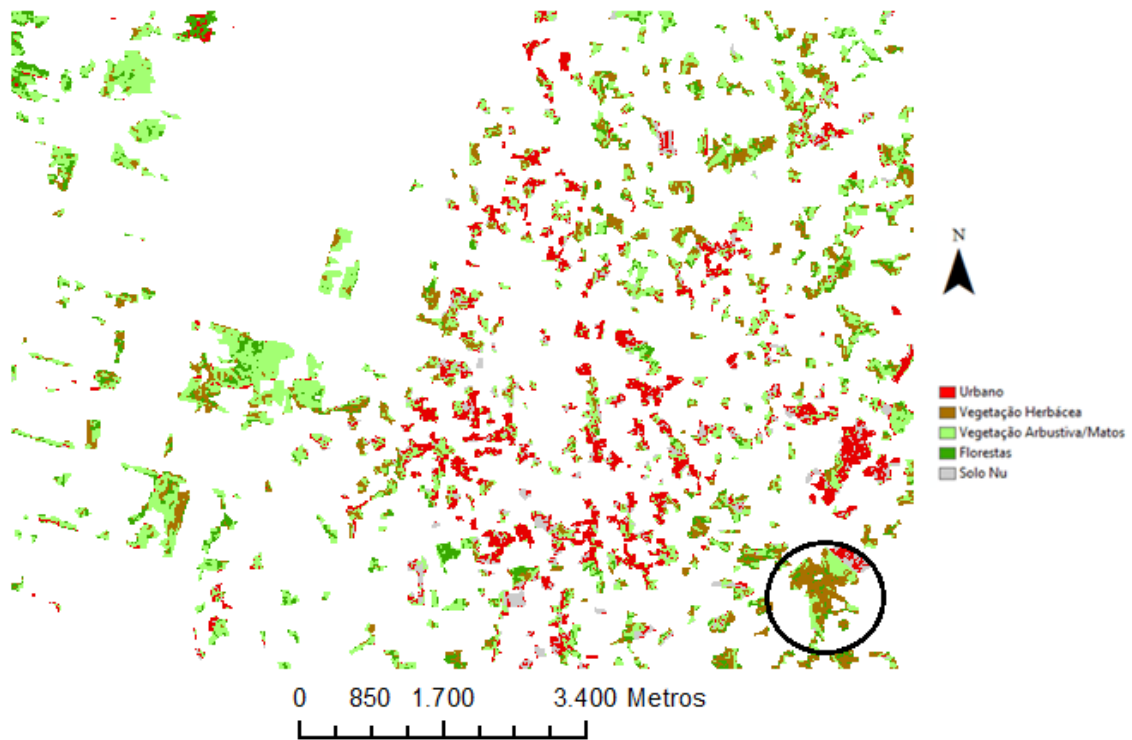 N
Urbano
Vegetação Herbácea
Vegetação Arbustiva/Matos
Florestas
Solo Nu
0 850 1.700 3.400 Metros